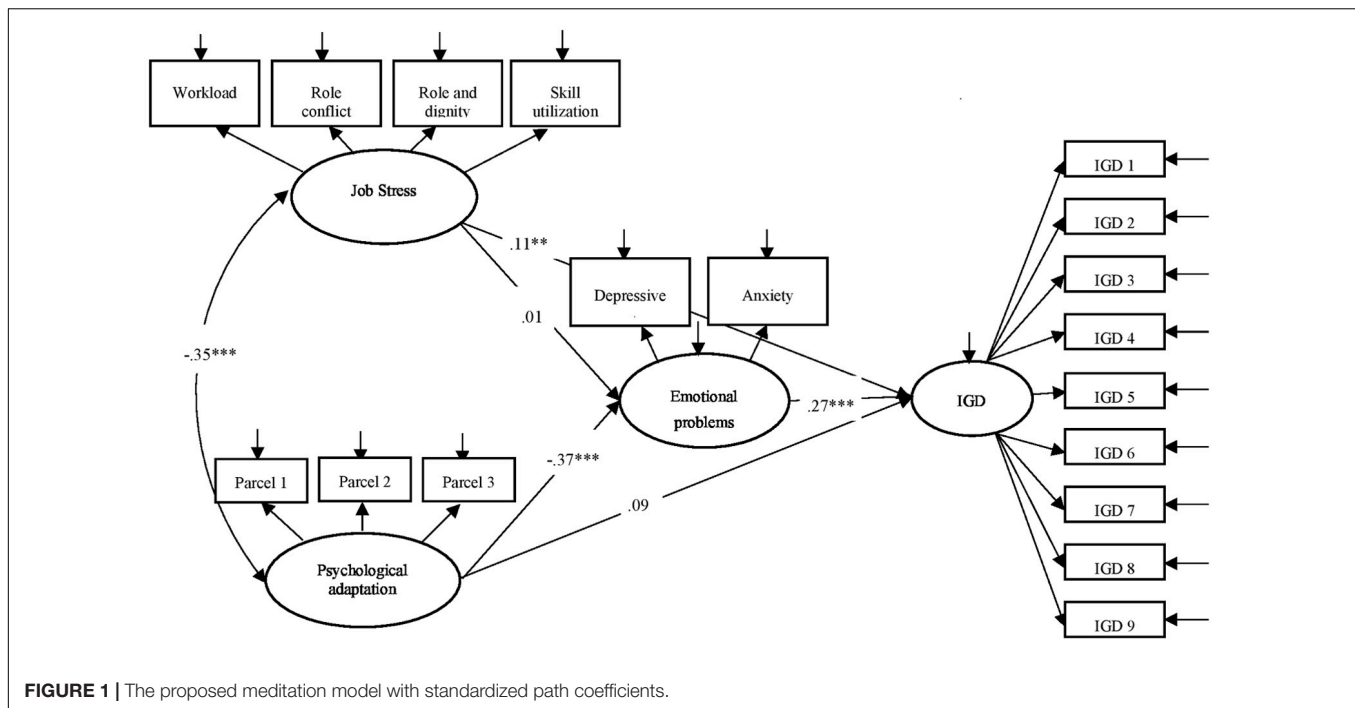 Workload
Role
conflict
Role and
dignity
Skill
utilization
Job Stress
IGD 1
IGD 2
IGD 3
IGD 4
IGD 5
IGD 6
IGD 7
IGD 8
IGD 9
.11**
.01
-.35***
Depressive
Anxiety
Emotional
problems
.27***
IGD
-.37***
.09
Parcel 1
Parcel 2
Parcel 3
Psychological
adaptation
FIGURE 1 | The proposed meditation model with standardized path coefficients.